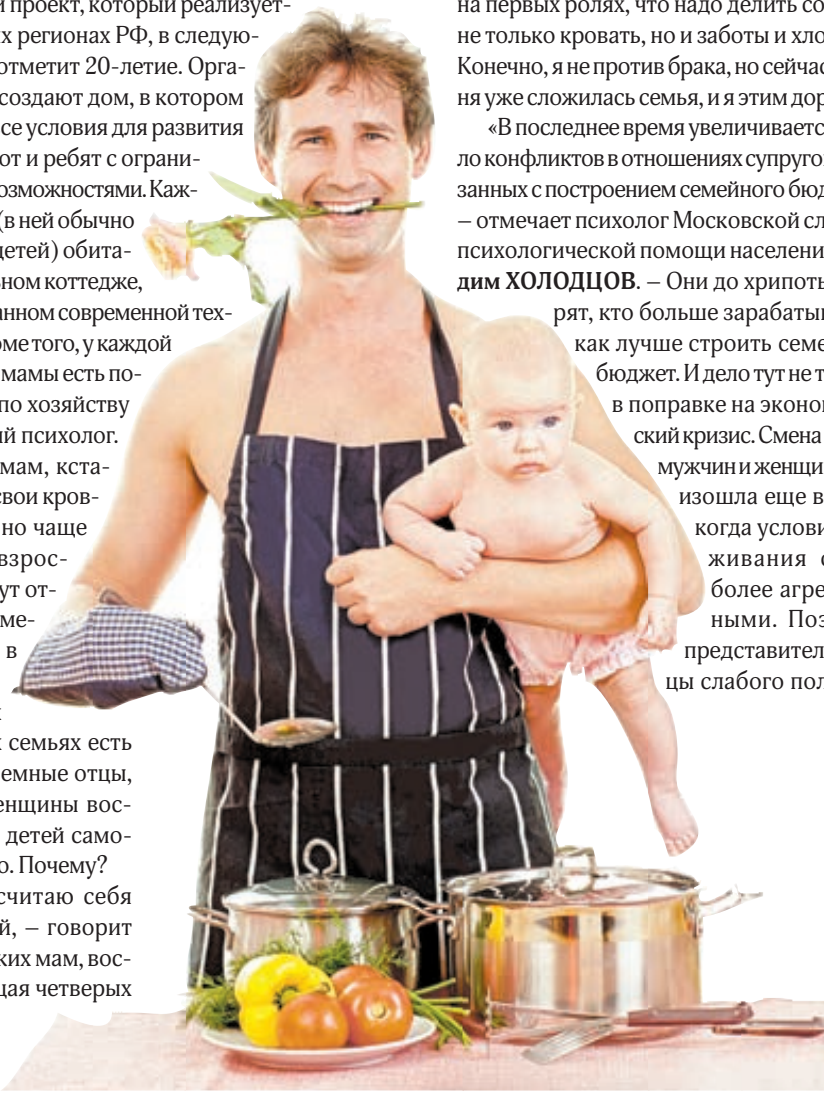 й проект, который реализует-
х регионах РФ, в следую-
отметит 20-летие. Орга-
создают дом, в котором
се условия для развития
от и ребят с ограни-
озможностями. Каж-
(в ней обычно
детей) обита-
ном коттедже,
нном современной тех-
ме того, у каждой
мамы есть по-
по хозяйству
й психолог.
мам, кста-
свои кров-
но чаще
взрос-
ут от-
ме-
в
семьях есть
емные отцы,
енщины вос-
детей само-
о. Почему?
считаю себя
й, – говорит
ких мам, вос-
щая четверых
на первых ролях, что надо делить со
не только кровать, но и заботы и хло
Конечно, я не против брака, но сейчас
ня уже сложилась семья, и я этим дор
«В последнее время увеличиваетс
ло конфликтов в отношениях супруго
занных с построением семейного бюд
– отмечает психолог Московской сл
психологической помощи населени
дим ХОЛОДЦОВ. – Они до хрипоть
рят, кто больше зарабаты
как лучше строить семе
бюджет. И дело тут не т
в поправке на эконо
ский кризис. Смена
мужчин и женщи
изошла еще в
когда услови
живания с
более агре
ными. Поэ
представител
цы слабого пол